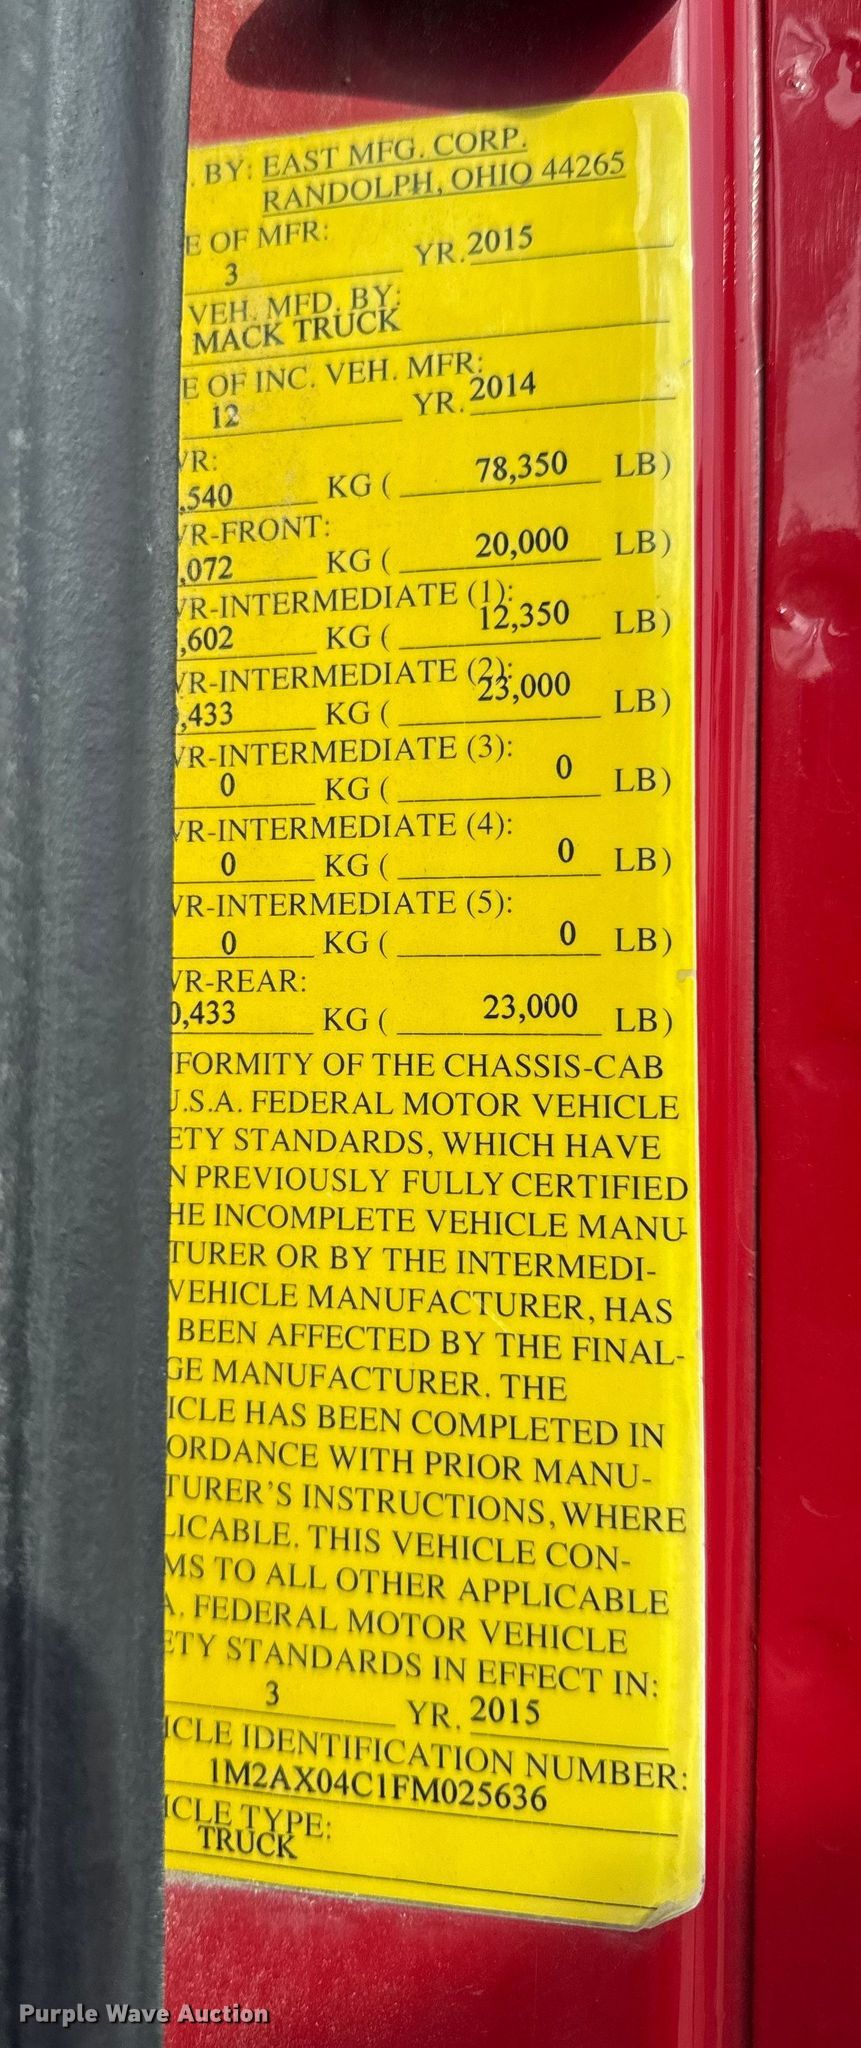 . BY: EAST MFG. CORP.
RANDOLPH, OHIO 44265
E OF MFR:
3 YR. 2015
VEH. MFD. BY:
MACK TRUCK
E OF INC. VEH. MFR:
12 YR. 2014
VR:
,540 KG ( 78,350 LB)
VR-FRONT:
,072 KG ( 20,000 LB)
VR-INTERMEDIATE (1):
,602 KG ( 12,350 LB)
VR-INTERMEDIATE (2):
,433 KG ( 23,000 LB)
VR-INTERMEDIATE (3):
0 KG ( 0 LB)
VR-INTERMEDIATE (4):
0 KG ( 0 LB)
VR-INTERMEDIATE (5):
0 KG ( 0 LB)
VR-REAR:
0,433 KG ( 23,000 LB)
FORMITY OF THE CHASSIS-CAB
U.S.A. FEDERAL MOTOR VEHICLE
ETY STANDARDS, WHICH HAVE
N PREVIOUSLY FULLY CERTIFIED
HE INCOMPLETE VEHICLE MANU-
TURER OR BY THE INTERMEDI-
VEHICLE MANUFACTURER, HAS
BEEN AFFECTED BY THE FINAL-
GE MANUFACTURER. THE
ICLE HAS BEEN COMPLETED IN
ORDANCE WITH PRIOR MANU-
TURER'S INSTRUCTIONS, WHERE
LICABLE. THIS VEHICLE CON-
MS TO ALL OTHER APPLICABLE
A. FEDERAL MOTOR VEHICLE
ETY STANDARDS IN EFFECT IN:
3 YR. 2015
ICLE IDENTIFICATION NUMBER:
1M2AX04C1FM025636
ICLE TYPE:
TRUCK
Purple Wave Auction